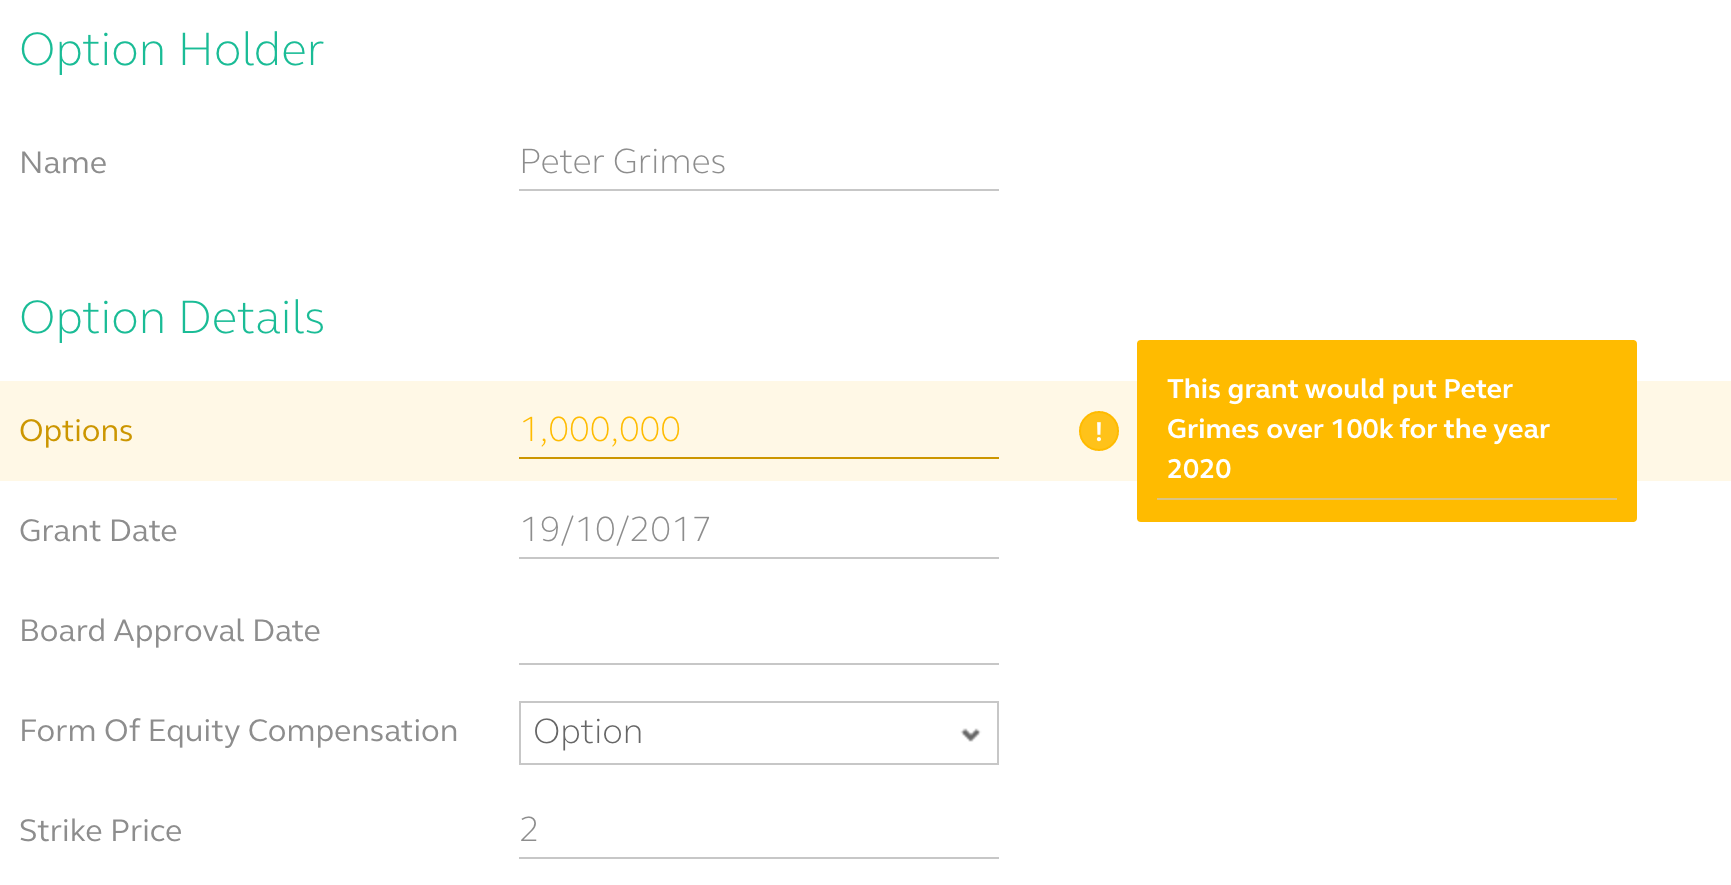 Option Holder
Name
Peter Grimes
Option Details
Options
1,000,000
!
This grant would put Peter
Grimes over 100k for the year
2020
Grant Date
19/10/2017
Board Approval Date
Form Of Equity Compensation
Option
Strike Price
2